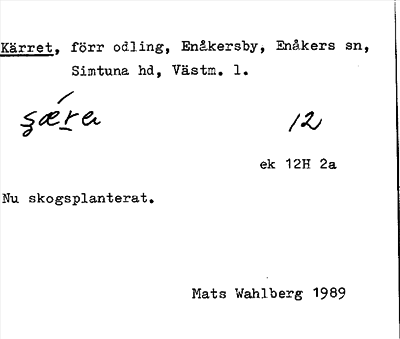 Kärret, förr odling, Enåkersby, Enåkers sn,
Simtuna hd, Västm. l.
12
ek 12H 2a
Nu skogsplanterat.
Mats Wahlberg 1989